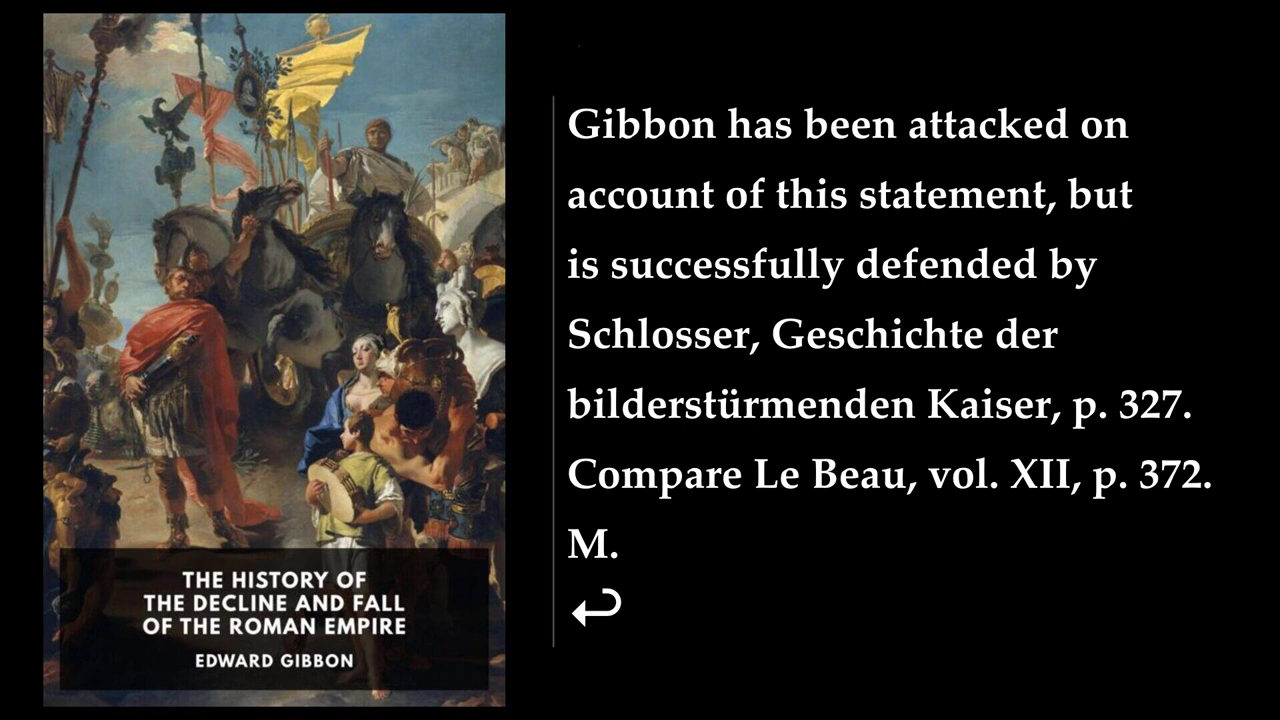 THE HISTORY OF
THE DECLINE AND FALL
OF THE ROMAN EMPIRE
EDWARD GIBBON
Gibbon has been attacked on
account of this statement, but
is successfully defended by
Schlosser, Geschichte der
bilderstürmenden Kaiser, p. 327.
Compare Le Beau, vol. XII, p. 372.
M.
↩